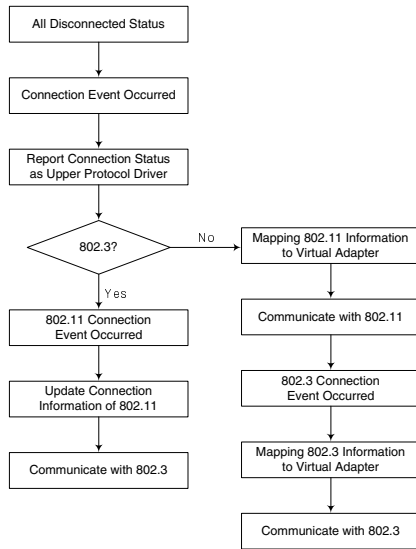 All Disconnected Status
Connection Event Occurred
Report Connection Status
as Upper Protocol Driver
802.3?
No
Yes
802.11 Connection
Event Occurred
Update Connection
Information of 802.11
Communicate with 802.3
Mapping 802.11 Information
to Virtual Adapter
Communicate with 802.11
802.3 Connection
Event Occurred
Mapping 802.3 Information
to Virtual Adapter
Communicate with 802.3